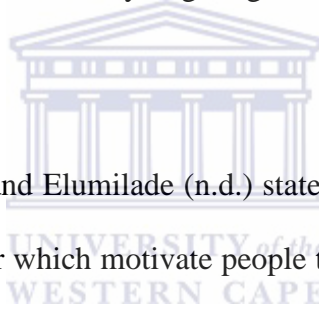 nd Elumilade (n.d.) state
UNIVERSITY of the
which motivate people t
WESTERN CAPE